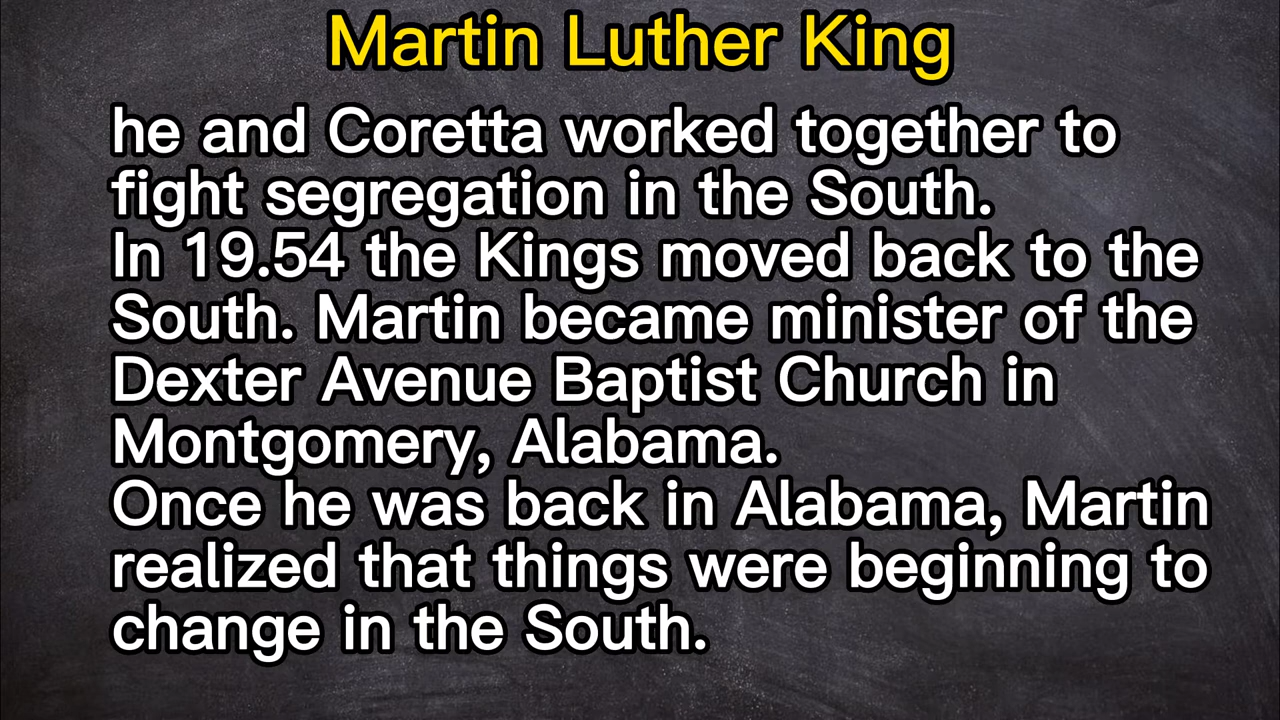 Martin Luther King
he and Coretta worked together to
fight segregation in the South.
In 19.54 the Kings moved back to the
South. Martin became minister of the
Dexter Avenue Baptist Church in
Montgomery, Alabama.
Once he was back in Alabama, Martin
realized that things were beginning to
change in the South.